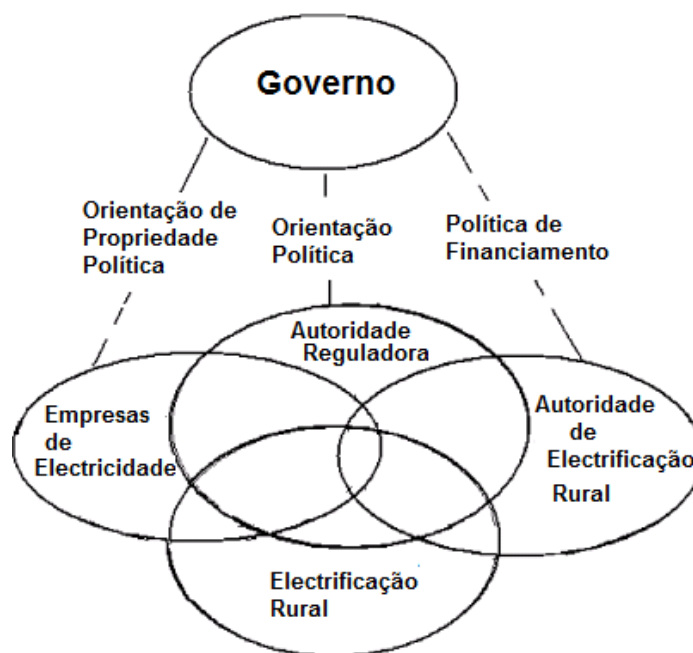 Governo
Orientação de
Propriedade
Política
Orientação
Política
Política de
Financiamento
Autoridade
Reguladora
Empresas
de
Electricidade
Autoridade
de
Electrificação
Rural
Electrificação
Rural